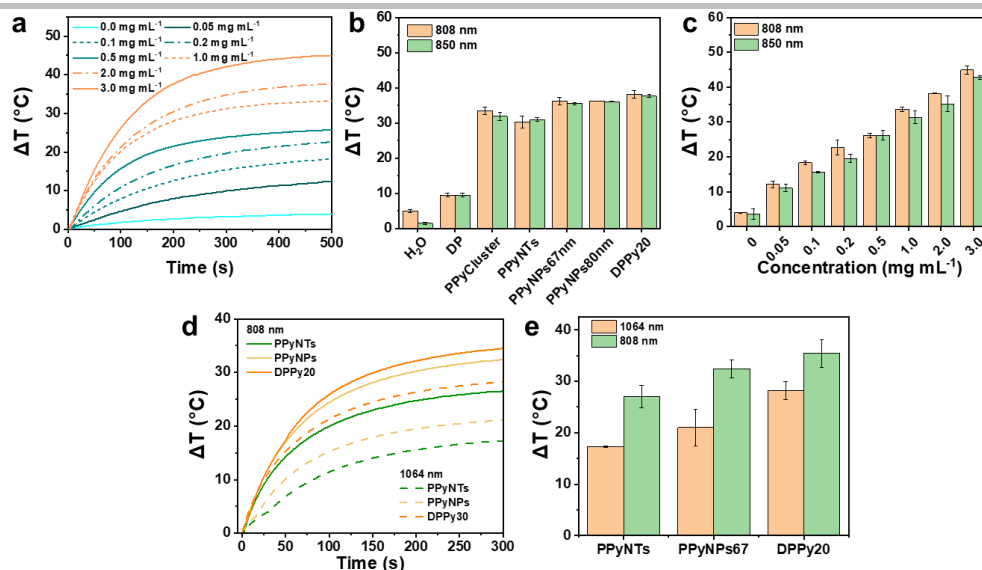 a
0.0 mg mL⁻¹ 0.05 mg mL⁻¹
0.1 mg mL⁻¹ 0.2 mg mL⁻¹
0.5 mg mL⁻¹ 1.0 mg mL⁻¹
2.0 mg mL⁻¹
3.0 mg mL⁻¹
50
40
30
20
10
0
ΔT (°C)
0 100 200 300 400 500
Time (s)
b
808 nm
850 nm
60
50
40
30
20
10
0
ΔT (°C)
H₂O
DP
PPyCluster
PPyNTs
PPyNPs67nm
PPyNPs80nm
DPPy20
c
808 nm
850 nm
60
50
40
30
20
10
0
ΔT (°C)
0 0.05 0.1 0.2 0.5 1.0 2.0 3.0
Concentration (mg mL⁻¹)
d
808 nm
PPyNTs
PPyNPs
DPPy20
40
30
20
10
0
ΔT (°C)
1064 nm
PPyNTs
PPyNPs
DPPy30
0 50 100 150 200 250 300
Time (s)
e
1064 nm
808 nm
40
30
20
10
0
ΔT (°C)
PPyNTs PPyNPs67 DPPy20